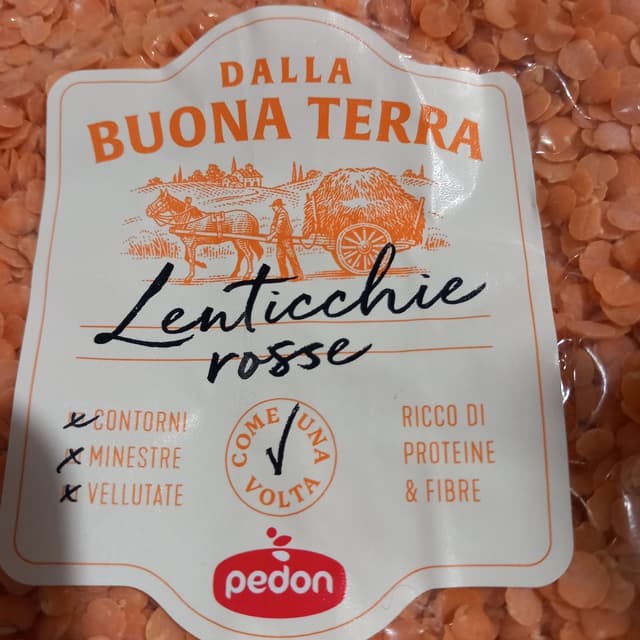 DALLA
BUONA TERRA
Lenticchie
rosse
CONTORNI
MINESTRE
VELLUTATE
COME UNA
VOLTA
RICCO DI
PROTEINE
& FIBRE
pedon